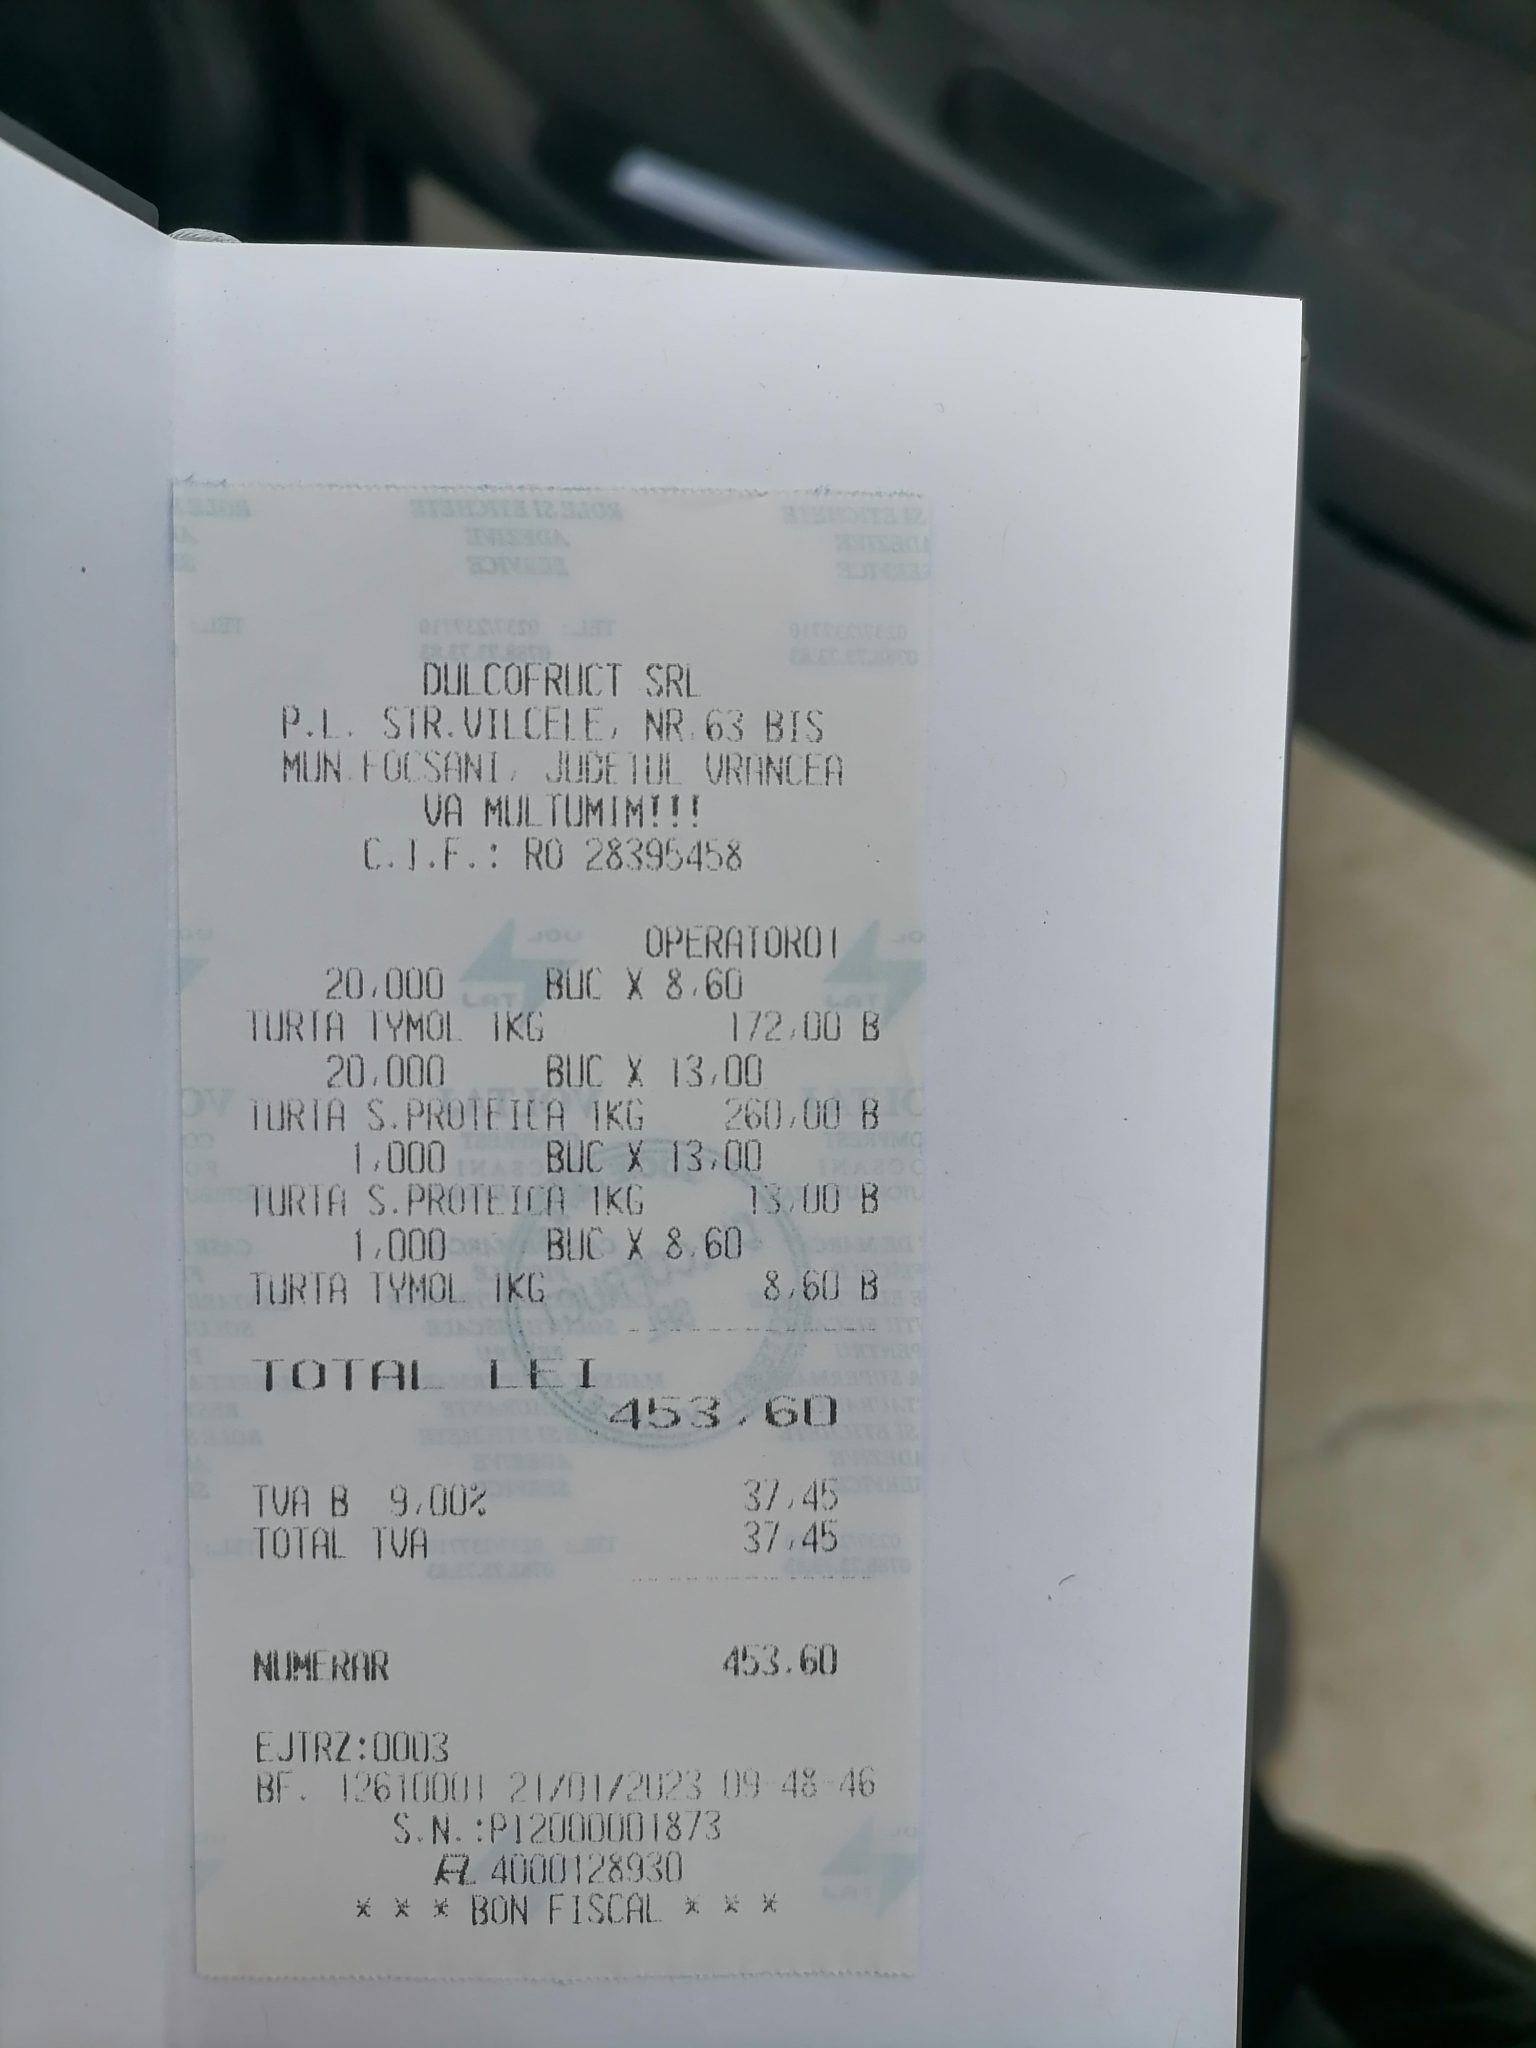 DULCOFRUCT SRL
P.L. STR.VILCELE, NR.63 BIS
MUN.FOCSANI, JUDETUL VRANCEA
VA MULTUMIM!!!
C.I.F.: RO 28395458
OPERATOR01
20,000 BUC X 8,60
TURTA TYMOL 1KG 172,00 B
20,000 BUC X 13,00
TURTA S.PROTEICA 1KG 260,00 B
1,000 BUC X 13,00
TURTA S.PROTEICA 1KG 13,00 B
1,000 BUC X 8,60
TURTA TYMOL 1KG 8,60 B
TOTAL LEI
453,60
TVA B 9,00% 37,45
TOTAL TVA 37,45
NUMERAR 453.60
EJTRZ:0003
BF. 12610001 21/01/2023 09-48-46
S.N.:P12000001873
4000128930
* * * BON FISCAL * * *